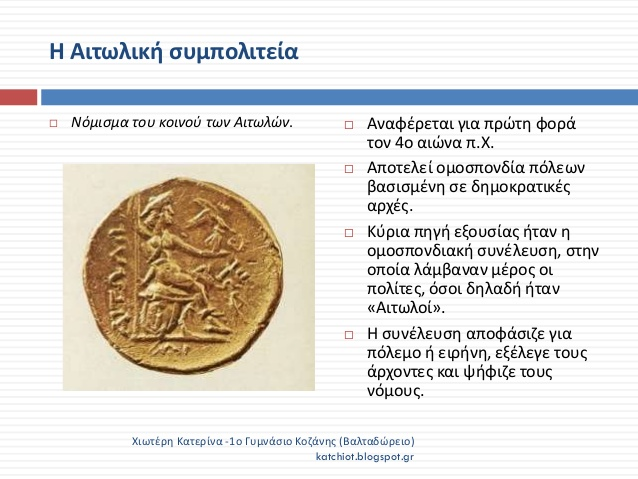 Η Αιτωλική συμπολιτεία
Νόμισμα του κοινού των Αιτωλών.
Αναφέρεται για πρώτη φορά
τον 4ο αιώνα π.Χ.
Αποτελεί ομοσπονδία πόλεων
βασισμένη σε δημοκρατικές
αρχές.
Κύρια πηγή εξουσίας ήταν η
ομοσπονδιακή συνέλευση, στην
οποία λάμβαναν μέρος οι
πολίτες, όσοι δηλαδή ήταν
«Αιτωλοί».
Η συνέλευση αποφάσιζε για
πόλεμο ή ειρήνη, εξέλεγε τους
άρχοντες και ψήφιζε τους
νόμους.
Χιωτέρη Κατερίνα -1ο Γυμνάσιο Κοζάνης (Βαλταδώρειο)
katchiot.blogspot.gr